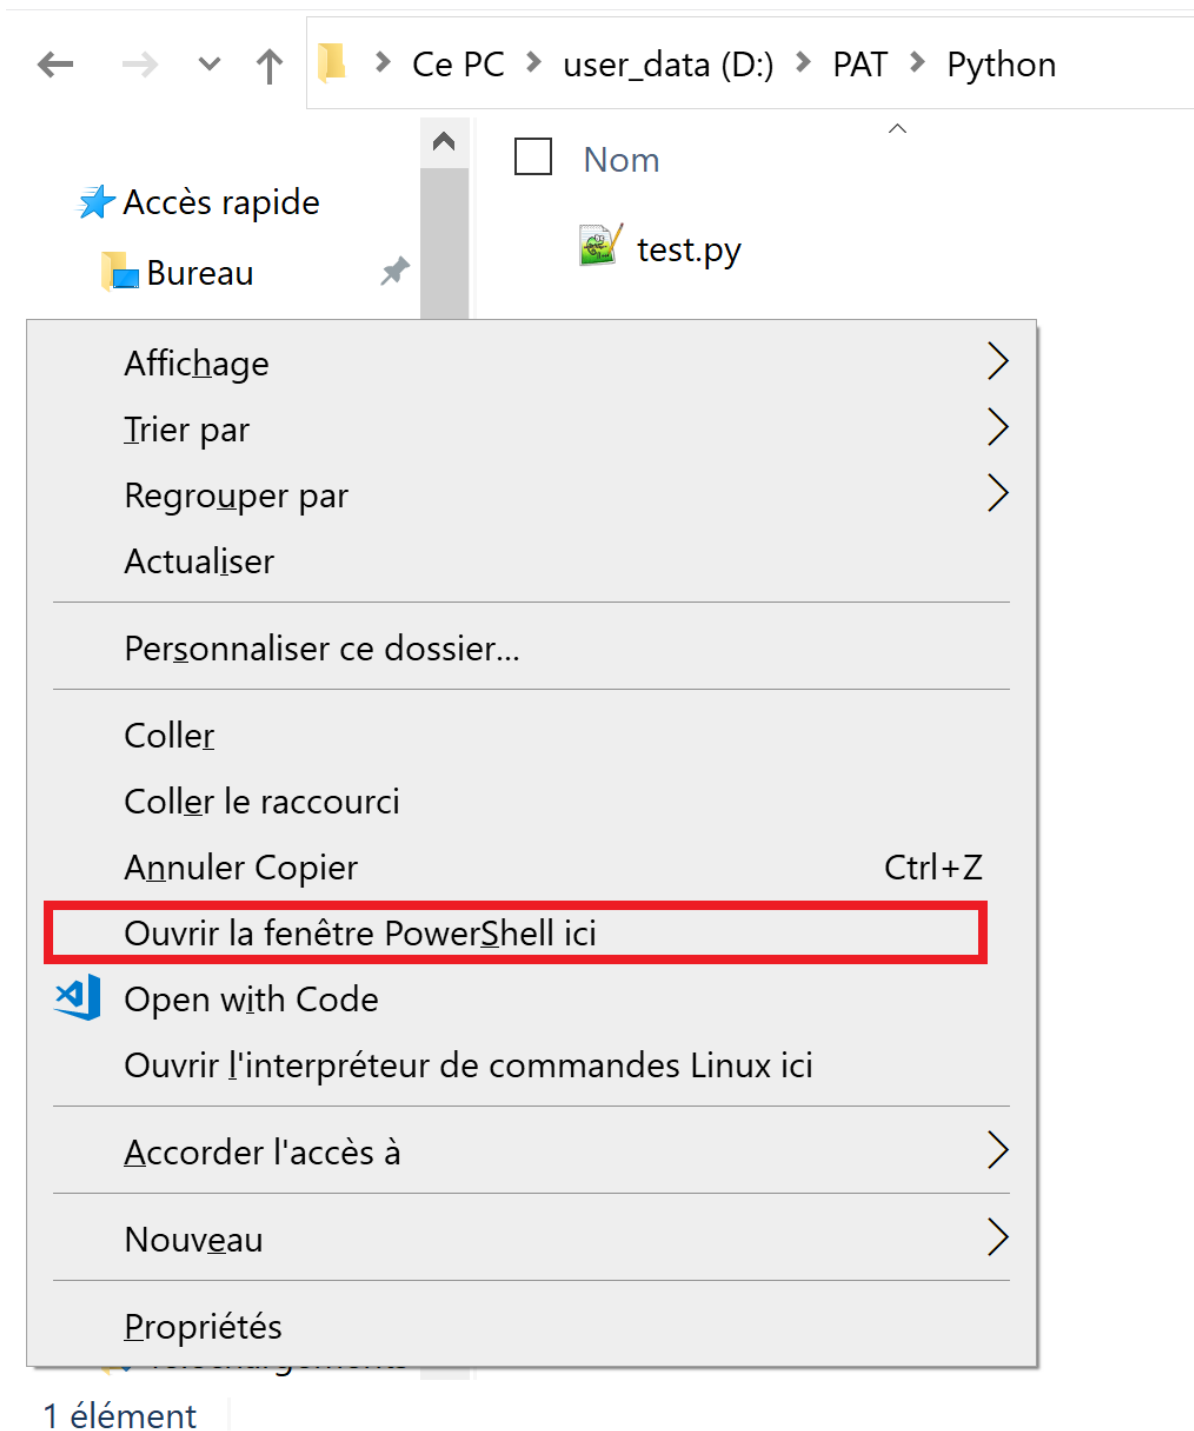 Ce PC > user_data (D:) > PAT > Python
Nom
Accès rapide
test.py
Bureau
Affichage
Trier par
Regrouper par
Actualiser
Personnaliser ce dossier...
Coller
Coller le raccourci
Annuler Copier Ctrl+Z
Ouvrir la fenêtre PowerShell ici
Open with Code
Ouvrir l'interpréteur de commandes Linux ici
Accorder l'accès à
Nouveau
Propriétés
1 élément